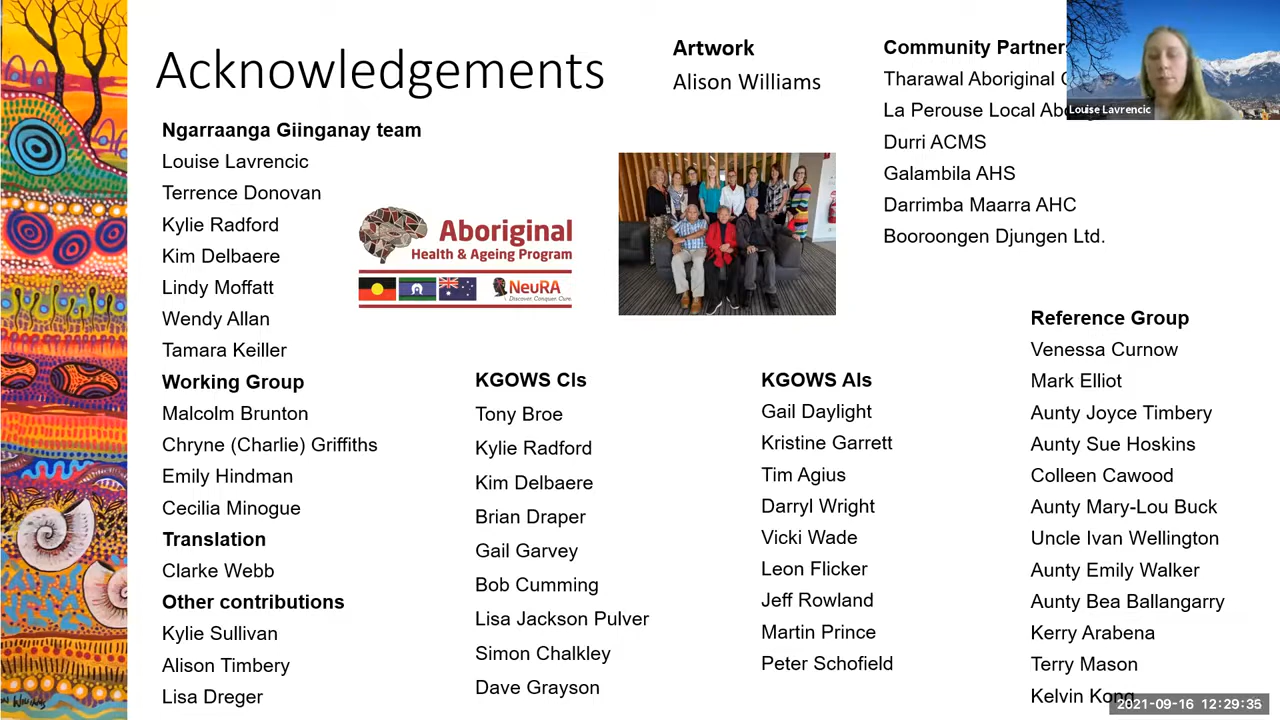 Acknowledgements
Ngarraanga Giinganay team
Louise Lavrencic
Terrence Donovan
Kylie Radford
Kim Delbaere
Lindy Moffatt
Wendy Allan
Tamara Keiller
Working Group
Malcolm Brunton
Chryne (Charlie) Griffiths
Emily Hindman
Cecilia Minogue
Translation
Clarke Webb
Other contributions
Kylie Sullivan
Alison Timbery
Lisa Dreger
Aboriginal
Health & Ageing Program
NeuRA
Discover Conquer Cure
Artwork
Alison Williams
KGOWS CIs
Tony Broe
Kylie Radford
Kim Delbaere
Brian Draper
Gail Garvey
Bob Cumming
Lisa Jackson Pulver
Simon Chalkley
Dave Grayson
KGOWS AIs
Gail Daylight
Kristine Garrett
Tim Agius
Darryl Wright
Vicki Wade
Leon Flicker
Jeff Rowland
Martin Prince
Peter Schofield
Community Partner
Tharawal Aboriginal
La Perouse Local
Durri ACMS
Galambila AHS
Darrimba Maarra AHC
Booroongen Djungen Ltd.
Reference Group
Venessa Curnow
Mark Elliot
Aunty Joyce Timbery
Aunty Sue Hoskins
Colleen Cawood
Aunty Mary-Lou Buck
Uncle Ivan Wellington
Aunty Emily Walker
Aunty Bea Ballangarry
Kerry Arabena
Terry Mason
Kelvin Kong
Louise Lavrencic
2021-09-16 12:29:35